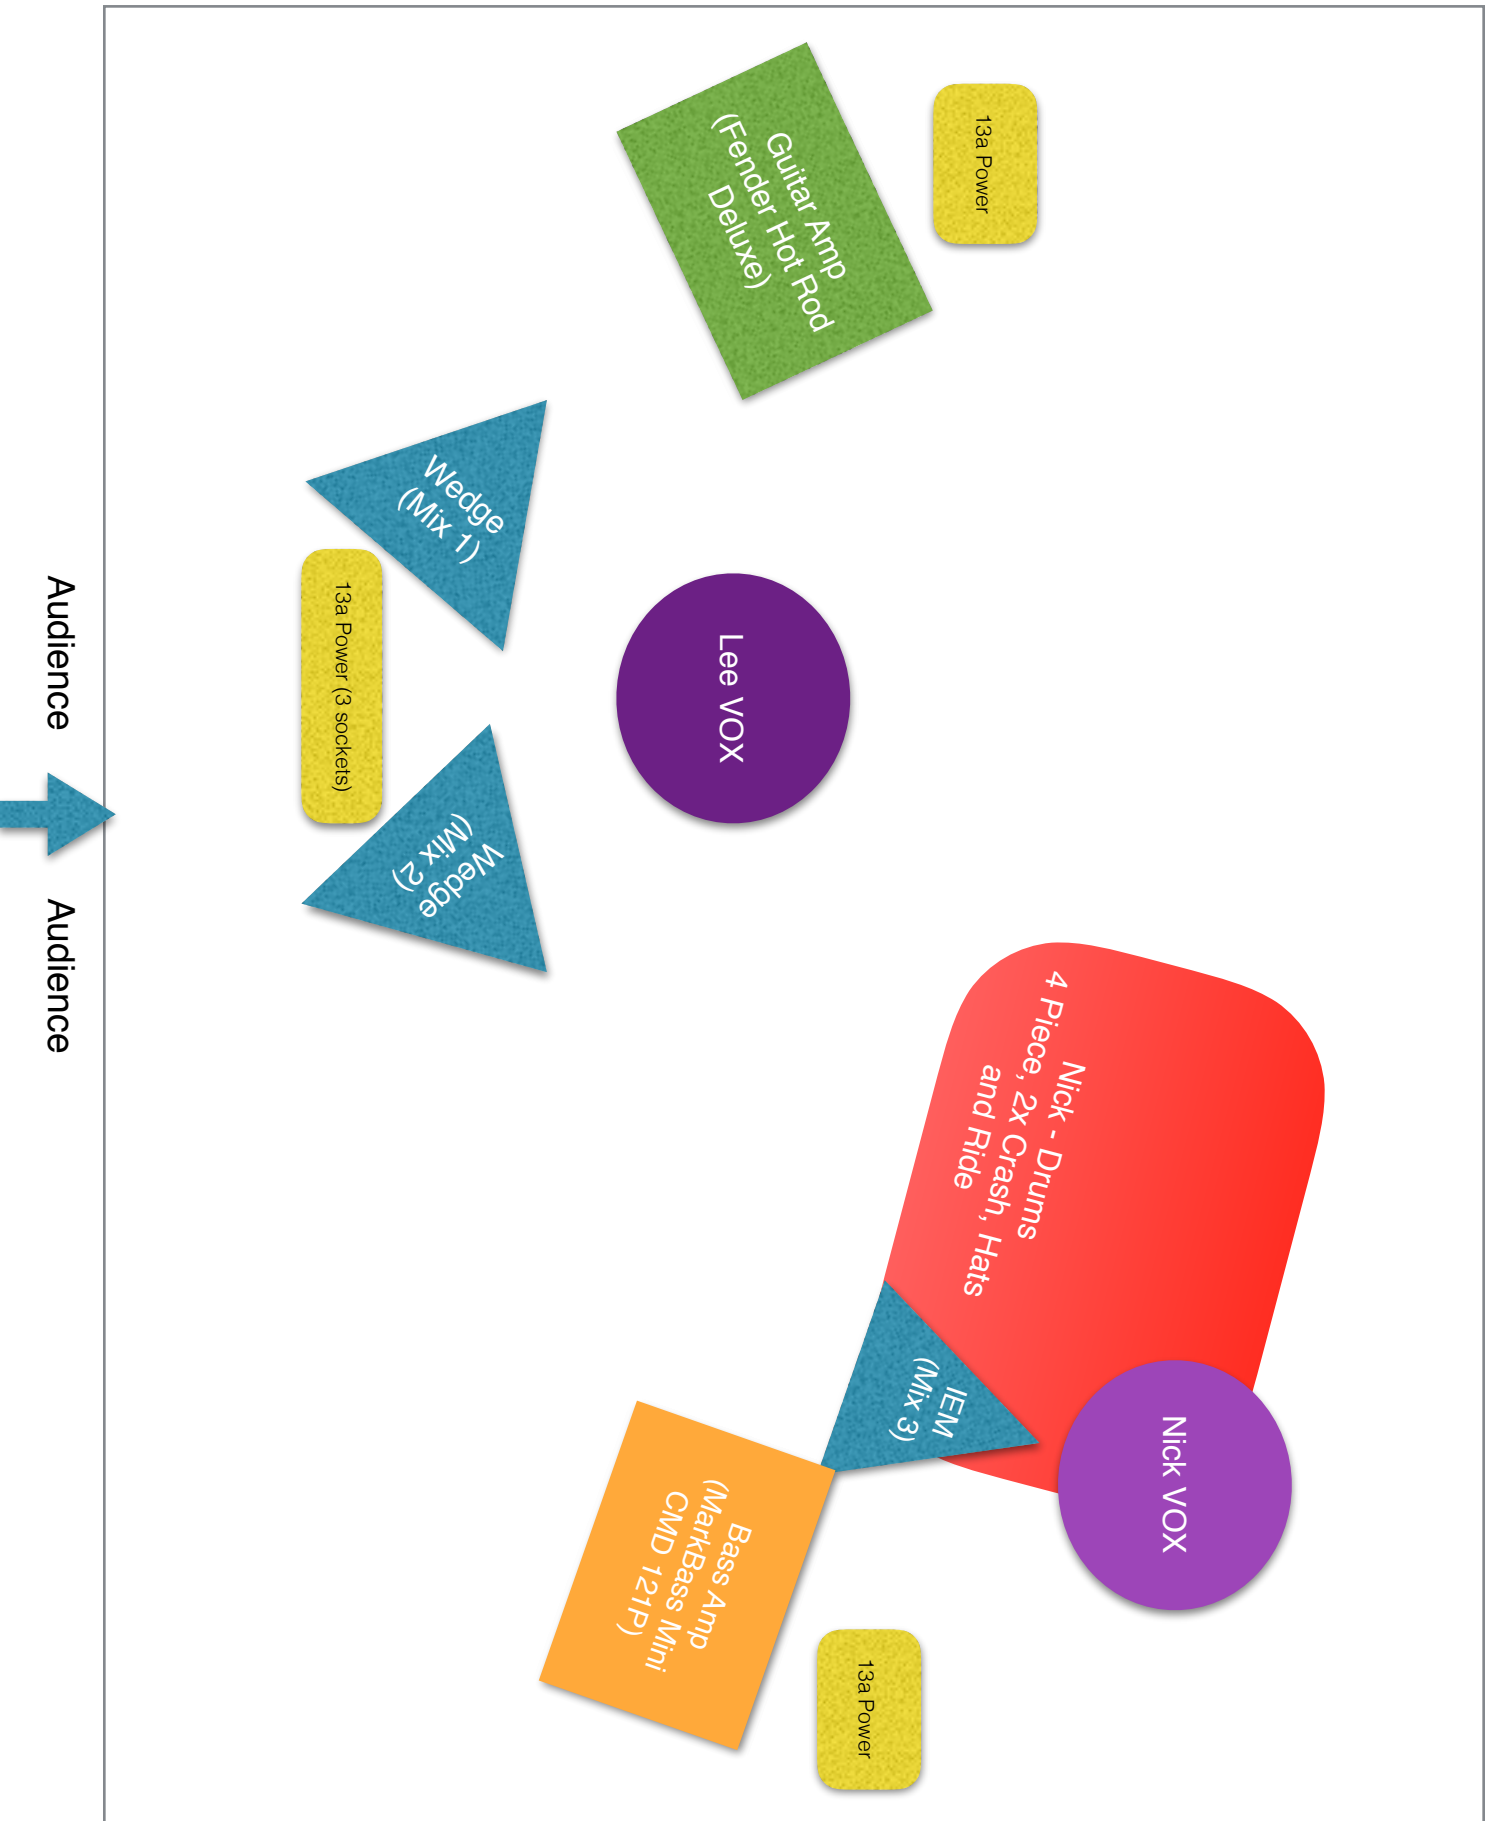 13a Power
Guitar Amp
(Fender Hot Rod
Deluxe)
Wedge
(Mix 1)
13a Power (3 sockets)
Lee VOX
Wedge
(Mix 2)
Nick - Drums
4 Piece, 2x Crash, Hats
and Ride
IEM
(Mix 3)
Nick VOX
Bass Amp
(MarkBass Mini
CMD 121P)
13a Power
Audience
Audience